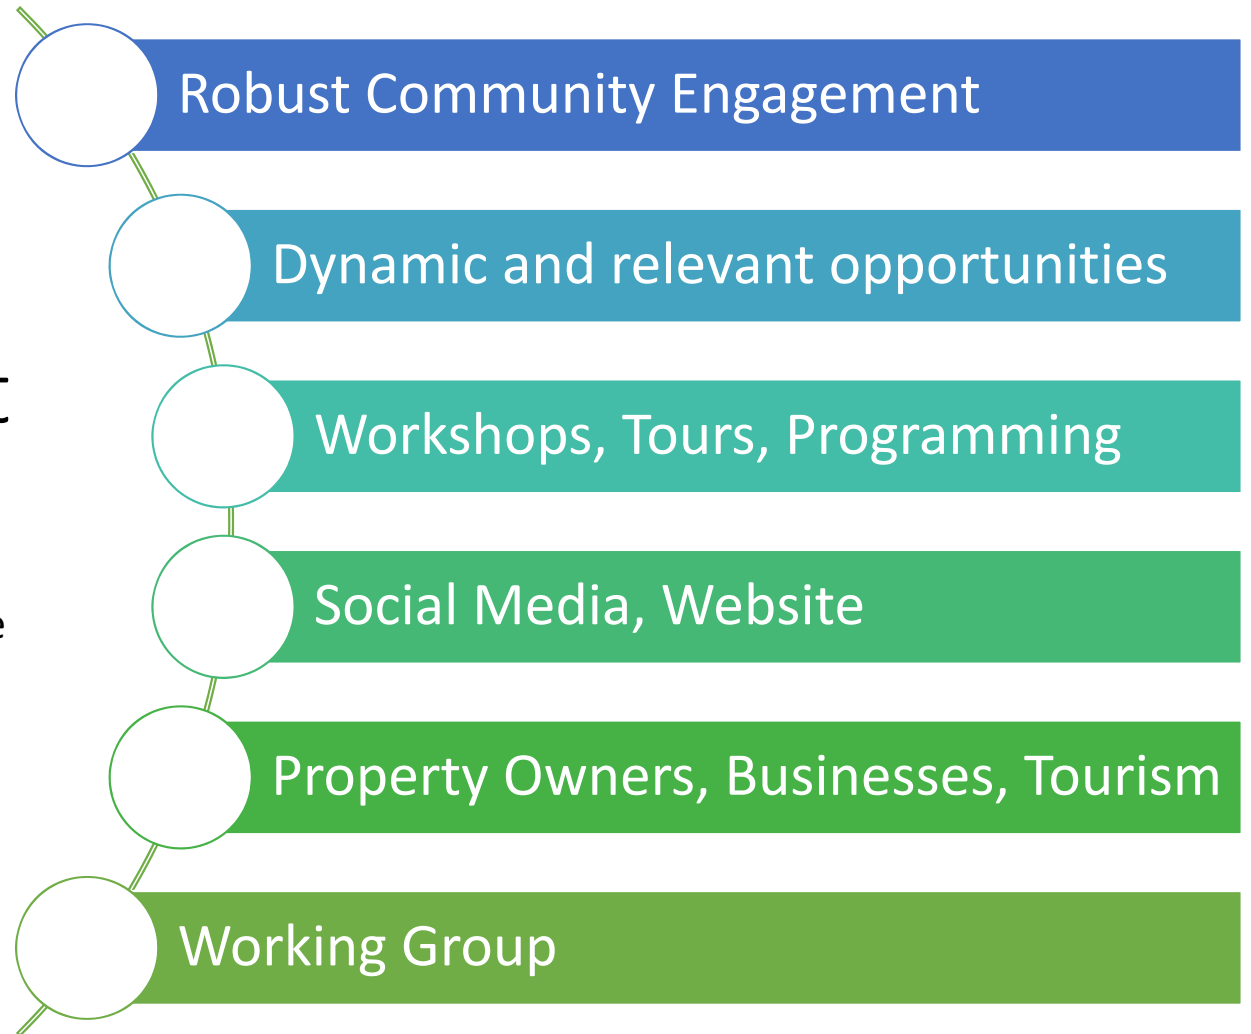 Robust Community Engagement
Dynamic and relevant opportunities
t
Workshops, Tours, Programming
Social Media, Website
e
Property Owners, Businesses, Tourism
Working Group